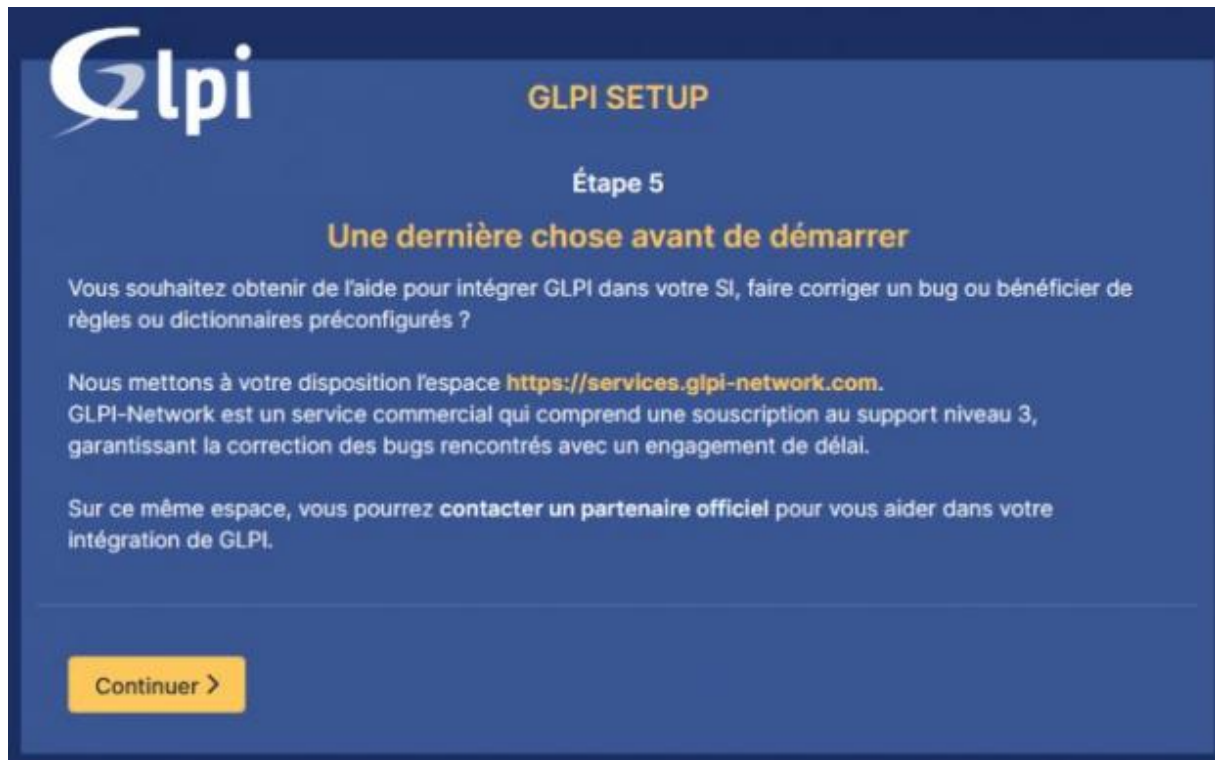 Glpi
GLPI SETUP
Étape 5
Une dernière chose avant de démarrer
Vous souhaitez obtenir de l'aide pour intégrer GLPI dans votre SI, faire corriger un bug ou bénéficier de
règles ou dictionnaires préconfigurés ?
Nous mettons à votre disposition l'espace https://services.glpi-network.com.
GLPI-Network est un service commercial qui comprend une souscription au support niveau 3,
garantissant la correction des bugs rencontrés avec un engagement de délai.
Sur ce même espace, vous pourrez contacter un partenaire officiel pour vous aider dans votre
intégration de GLPI.
Continuer >